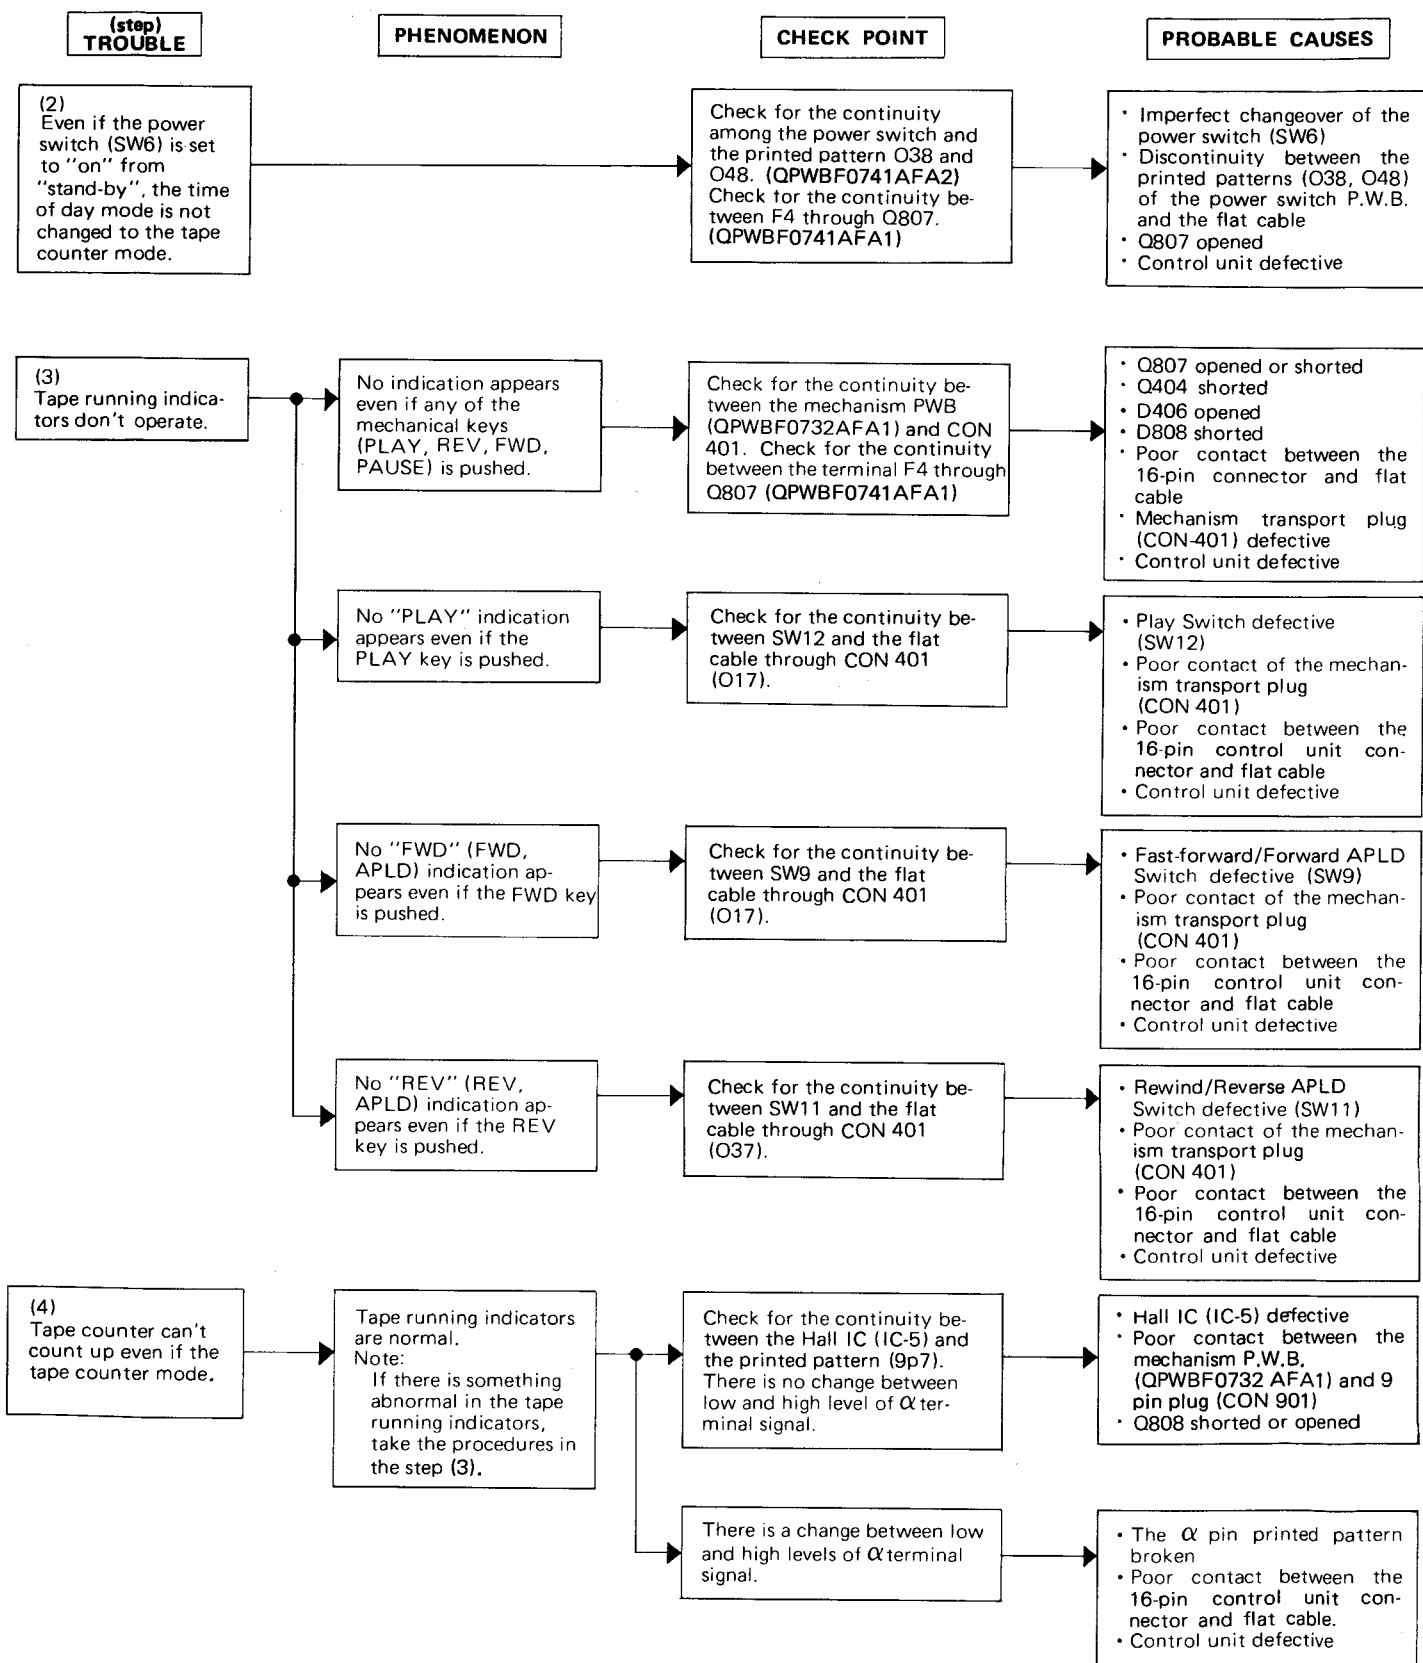 (step)
TROUBLE
PHENOMENON
CHECK POINT
PROBABLE CAUSES
(2)
Even if the power
switch (SW6) is set
to "on" from
"stand-by", the time
of day mode is not
changed to the tape
counter mode.
Check for the continuity
among the power switch and
the printed pattern O38 and
O48. (QPWBF0741AFA2)
Check for the continuity be-
tween F4 through Q807.
(QPWBF0741AFA1)
· Imperfect changeover of the
power switch (SW6)
· Discontinuity between the
printed patterns (O38, O48)
of the power switch P.W.B.
and the flat cable
· Q807 opened
· Control unit defective
(3)
Tape running indica-
tors don't operate.
No indication appears
even if any of the
mechanical keys
(PLAY, REV, FWD,
PAUSE) is pushed.
Check for the continuity be-
tween the mechanism PWB
(QPWBF0732AFA1) and CON
401. Check for the continuity
between the terminal F4 through
Q807 (QPWBF0741AFA1)
· Q807 opened or shorted
· Q404 shorted
· D406 opened
· D808 shorted
· Poor contact between the
16-pin connector and flat
cable
· Mechanism transport plug
(CON-401) defective
· Control unit defective
No "PLAY" indication
appears even if the
PLAY key is pushed.
Check for the continuity be-
tween SW12 and the flat
cable through CON 401
(O17).
· Play Switch defective
(SW12)
· Poor contact of the mechan-
ism transport plug
(CON 401)
· Poor contact between the
16-pin control unit con-
nector and flat cable
· Control unit defective
No "FWD" (FWD,
APLD) indication ap-
pears even if the FWD key
is pushed.
Check for the continuity be-
tween SW9 and the flat
cable through CON 401
(O17).
· Fast-forward/Forward APLD
Switch defective (SW9)
· Poor contact of the mechan-
ism transport plug
(CON 401)
· Poor contact between the
16-pin control unit con-
nector and flat cable
· Control unit defective
No "REV" (REV,
APLD) indication ap-
pears even if the REV
key is pushed.
Check for the continuity be-
tween SW11 and the flat
cable through CON 401
(O37).
· Rewind/Reverse APLD
Switch defective (SW11)
· Poor contact of the mechan-
ism transport plug
(CON 401)
· Poor contact between the
16-pin control unit con-
nector and flat cable
· Control unit defective
(4)
Tape counter can't
count up even if the
tape counter mode.
Tape running indicators
are normal.
Note:
If there is something
abnormal in the tape
running indicators,
take the procedures in
the step (3).
Check for the continuity be-
tween the Hall IC (IC-5) and
the printed pattern (9p7).
There is no change between
low and high level of α ter-
minal signal.
· Hall IC (IC-5) defective
· Poor contact between the
mechanism P.W.B.
(QPWBF0732 AFA1) and 9
pin plug (CON 901)
· Q808 shorted or opened
There is a change between low
and high levels of α terminal
signal.
· The α pin printed pattern
broken
· Poor contact between the
16-pin control unit con-
nector and flat cable.
· Control unit defective